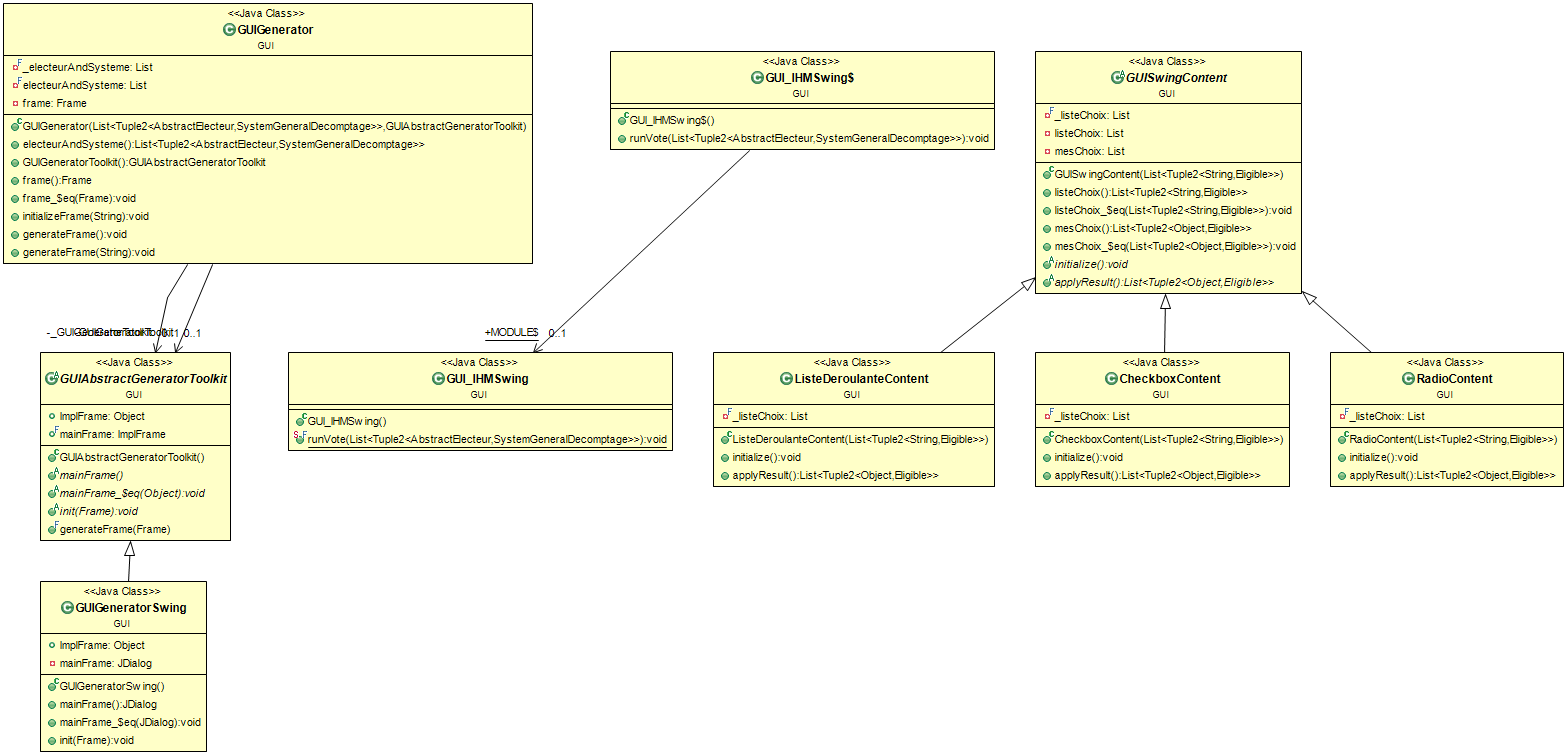 <<Java Class>>
GUIGenerator
GUI
_electeurAndSysteme: List
electeurAndSysteme: List
frame: Frame
GUIGenerator(List<Tuple2<AbstractElecteur,SystemGeneralDecomptage>>,GUIAbstractGeneratorToolkit)
electeurAndSysteme():List<Tuple2<AbstractElecteur,SystemGeneralDecomptage>>
GUIGeneratorToolkit():GUIAbstractGeneratorToolkit
frame():Frame
frame_$eq(Frame):void
initializeFrame(String):void
generateFrame():void
generateFrame(String):void
<<Java Class>>
GUI_IHMSwing$
GUI
GUI_IHMSwing$()
runVote(List<Tuple2<AbstractElecteur,SystemGeneralDecomptage>>):void
<<Java Class>>
GUISwingContent
GUI
_listeChoix: List
listeChoix: List
mesChoix: List
GUISwingContent(List<Tuple2<String,Eligible>>)
listeChoix():List<Tuple2<String,Eligible>>
listeChoix_$eq(List<Tuple2<String,Eligible>>):void
mesChoix():List<Tuple2<Object,Eligible>>
mesChoix_$eq(List<Tuple2<Object,Eligible>>):void
initialize():void
applyResult():List<Tuple2<Object,Eligible>>
0..1
+MODULE$ 0..1
<<Java Class>>
GUIAbstractGeneratorToolkit
GUI
ImplFrame: Object
mainFrame: ImplFrame
GUIAbstractGeneratorToolkit()
mainFrame()
mainFrame_$eq(Object):void
init(Frame):void
generateFrame(Frame)
<<Java Class>>
GUI_IHMSwing
GUI
GUI_IHMSwing()
runVote(List<Tuple2<AbstractElecteur,SystemGeneralDecomptage>>):void
<<Java Class>>
ListeDeroulanteContent
GUI
_listeChoix: List
ListeDeroulanteContent(List<Tuple2<String,Eligible>>)
initialize():void
applyResult():List<Tuple2<Object,Eligible>>
<<Java Class>>
CheckboxContent
GUI
_listeChoix: List
CheckboxContent(List<Tuple2<String,Eligible>>)
initialize():void
applyResult():List<Tuple2<Object,Eligible>>
<<Java Class>>
RadioContent
GUI
_listeChoix: List
RadioContent(List<Tuple2<String,Eligible>>)
initialize():void
applyResult():List<Tuple2<Object,Eligible>>
<<Java Class>>
GUIGeneratorSwing
GUI
ImplFrame: Object
mainFrame: JDialog
GUIGeneratorSwing()
mainFrame():JDialog
mainFrame_$eq(JDialog):void
init(Frame):void